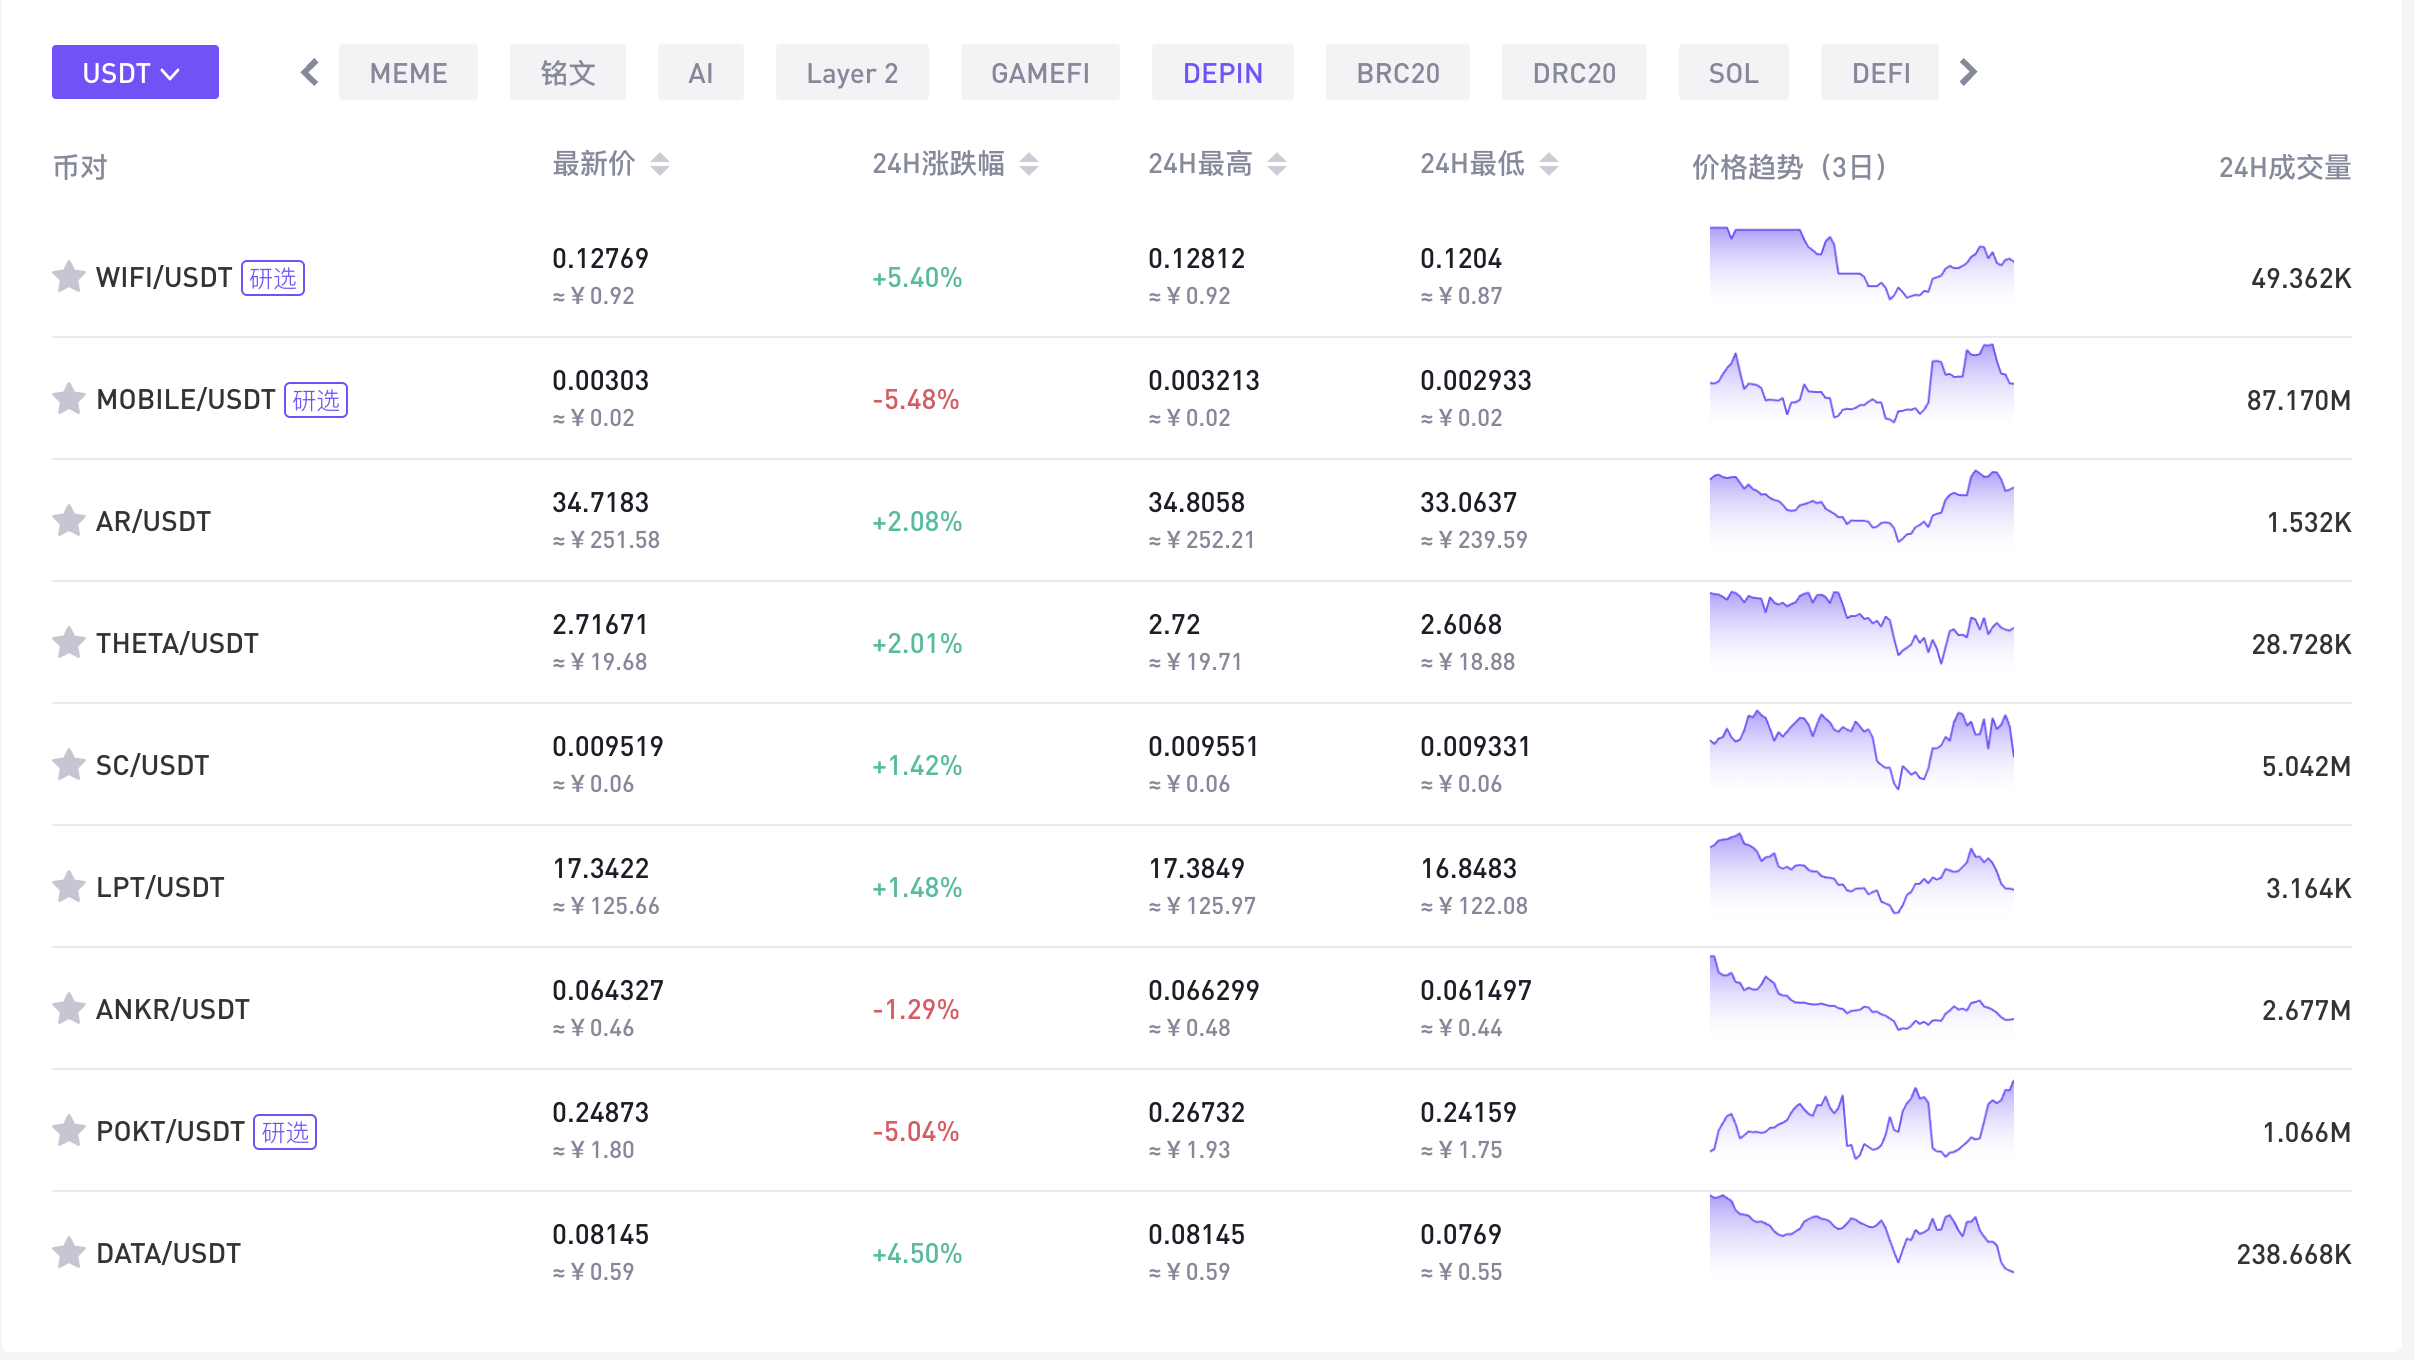 USDT MEME 铭文 AI Layer 2 GAMEFI DEPIN BRC20 DRC20 SOL DEFI
币对 最新价 24H涨跌幅 24H最高 24H最低 价格趋势（3日） 24H成交量
WIFI/USDT 研选 0.12769 +5.40% 0.12812 0.1204 49.362K
≈ ¥ 0.92 ≈ ¥ 0.92 ≈ ¥ 0.87
MOBILE/USDT 研选 0.00303 -5.48% 0.003213 0.002933 87.170M
≈ ¥ 0.02 ≈ ¥ 0.02 ≈ ¥ 0.02
AR/USDT 34.7183 +2.08% 34.8058 33.0637 1.532K
≈ ¥ 251.58 ≈ ¥ 252.21 ≈ ¥ 239.59
THETA/USDT 2.71671 +2.01% 2.72 2.6068 28.728K
≈ ¥ 19.68 ≈ ¥ 19.71 ≈ ¥ 18.88
SC/USDT 0.009519 +1.42% 0.009551 0.009331 5.042M
≈ ¥ 0.06 ≈ ¥ 0.06 ≈ ¥ 0.06
LPT/USDT 17.3422 +1.48% 17.3849 16.8483 3.164K
≈ ¥ 125.66 ≈ ¥ 125.97 ≈ ¥ 122.08
ANKR/USDT 0.064327 -1.29% 0.066299 0.061497 2.677M
≈ ¥ 0.46 ≈ ¥ 0.48 ≈ ¥ 0.44
POKT/USDT 研选 0.24873 -5.04% 0.26732 0.24159 1.066M
≈ ¥ 1.80 ≈ ¥ 1.93 ≈ ¥ 1.75
DATA/USDT 0.08145 +4.50% 0.08145 0.0769 238.668K
≈ ¥ 0.59 ≈ ¥ 0.59 ≈ ¥ 0.55